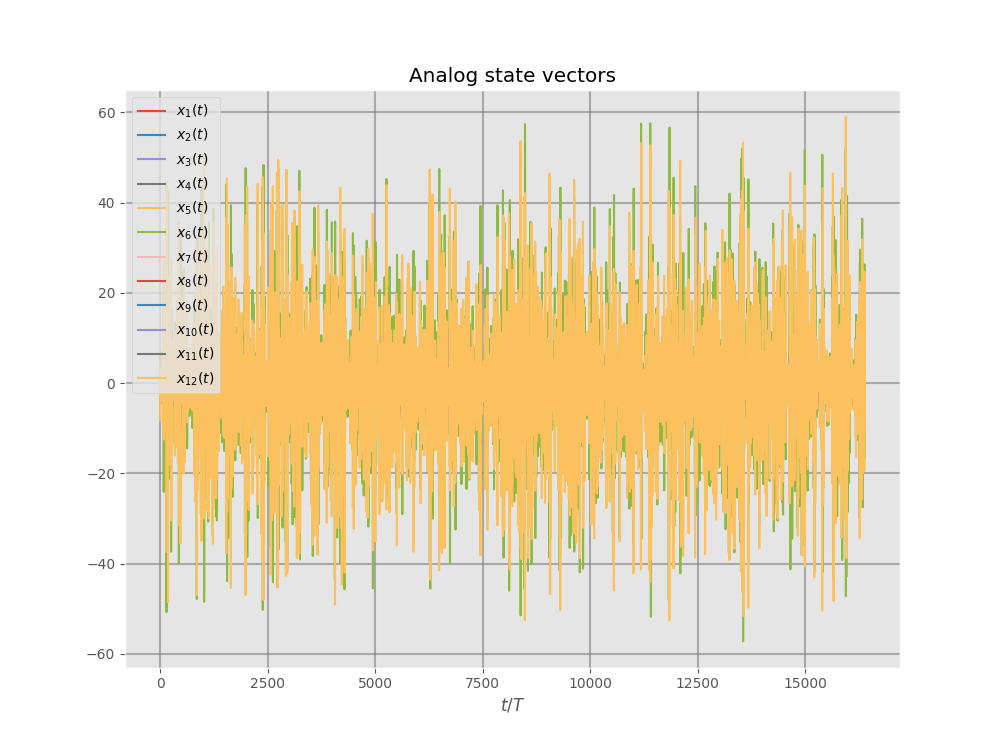 Analog state vectors
60
40
20
0
−20
−40
−60
x₁(t)
x₂(t)
x₃(t)
x₄(t)
x₅(t)
x₆(t)
x₇(t)
x₈(t)
x₉(t)
x₁₀(t)
x₁₁(t)
x₁₂(t)
0 2500 5000 7500 10000 12500 15000
t/T